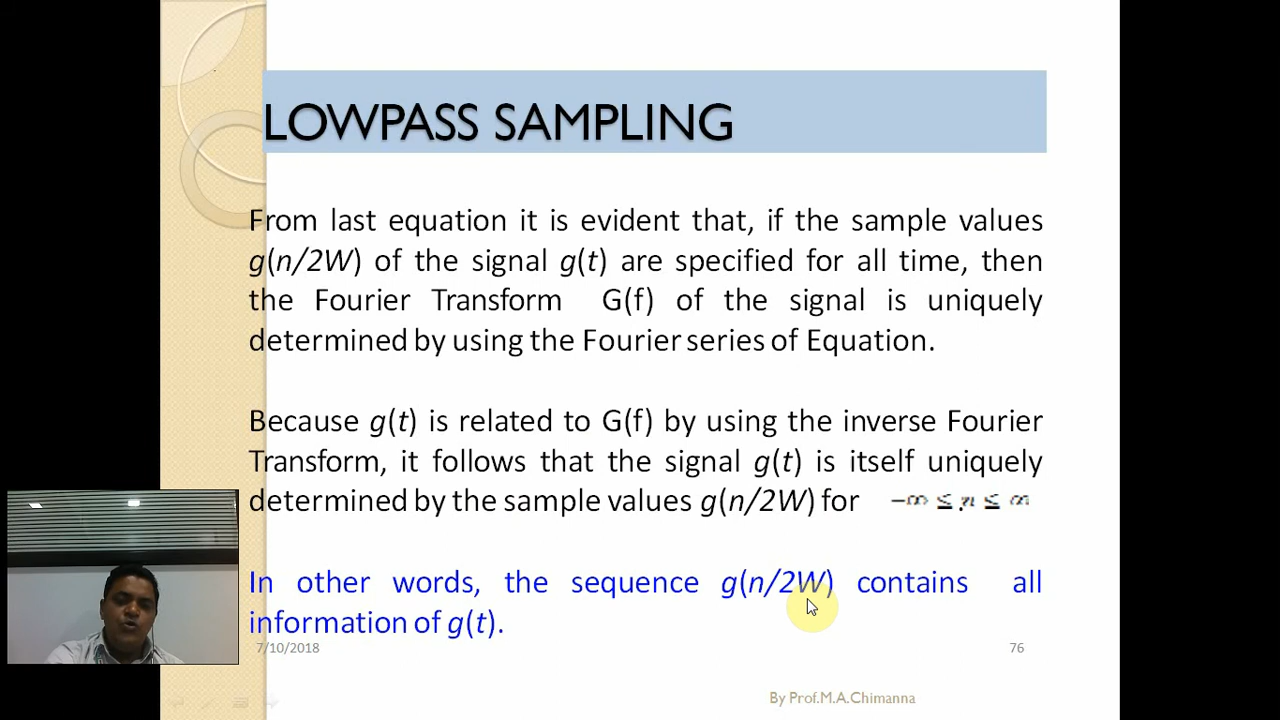 LOWPASS SAMPLING
From last equation it is evident that, if the sample values
g(n/2W) of the signal g(t) are specified for all time, then
the Fourier Transform G(f) of the signal is uniquely
determined by using the Fourier series of Equation.
Because g(t) is related to G(f) by using the inverse Fourier
Transform, it follows that the signal g(t) is itself uniquely
determined by the sample values g(n/2W) for −∞ ≤ n ≤ ∞
In other words, the sequence g(n/2W) contains all
information of g(t).
7/10/2018
76
By Prof.M.A.Chimanna